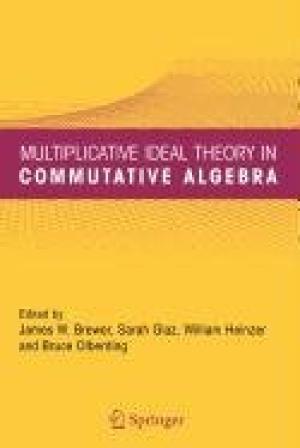 MULTIPLICATIVE IDEAL THEORY IN
COMMUTATIVE ALGEBRA
Edited by
James W. Brewer, Sarah Glaz, William Heinzer
and Bruce Olberding
Springer